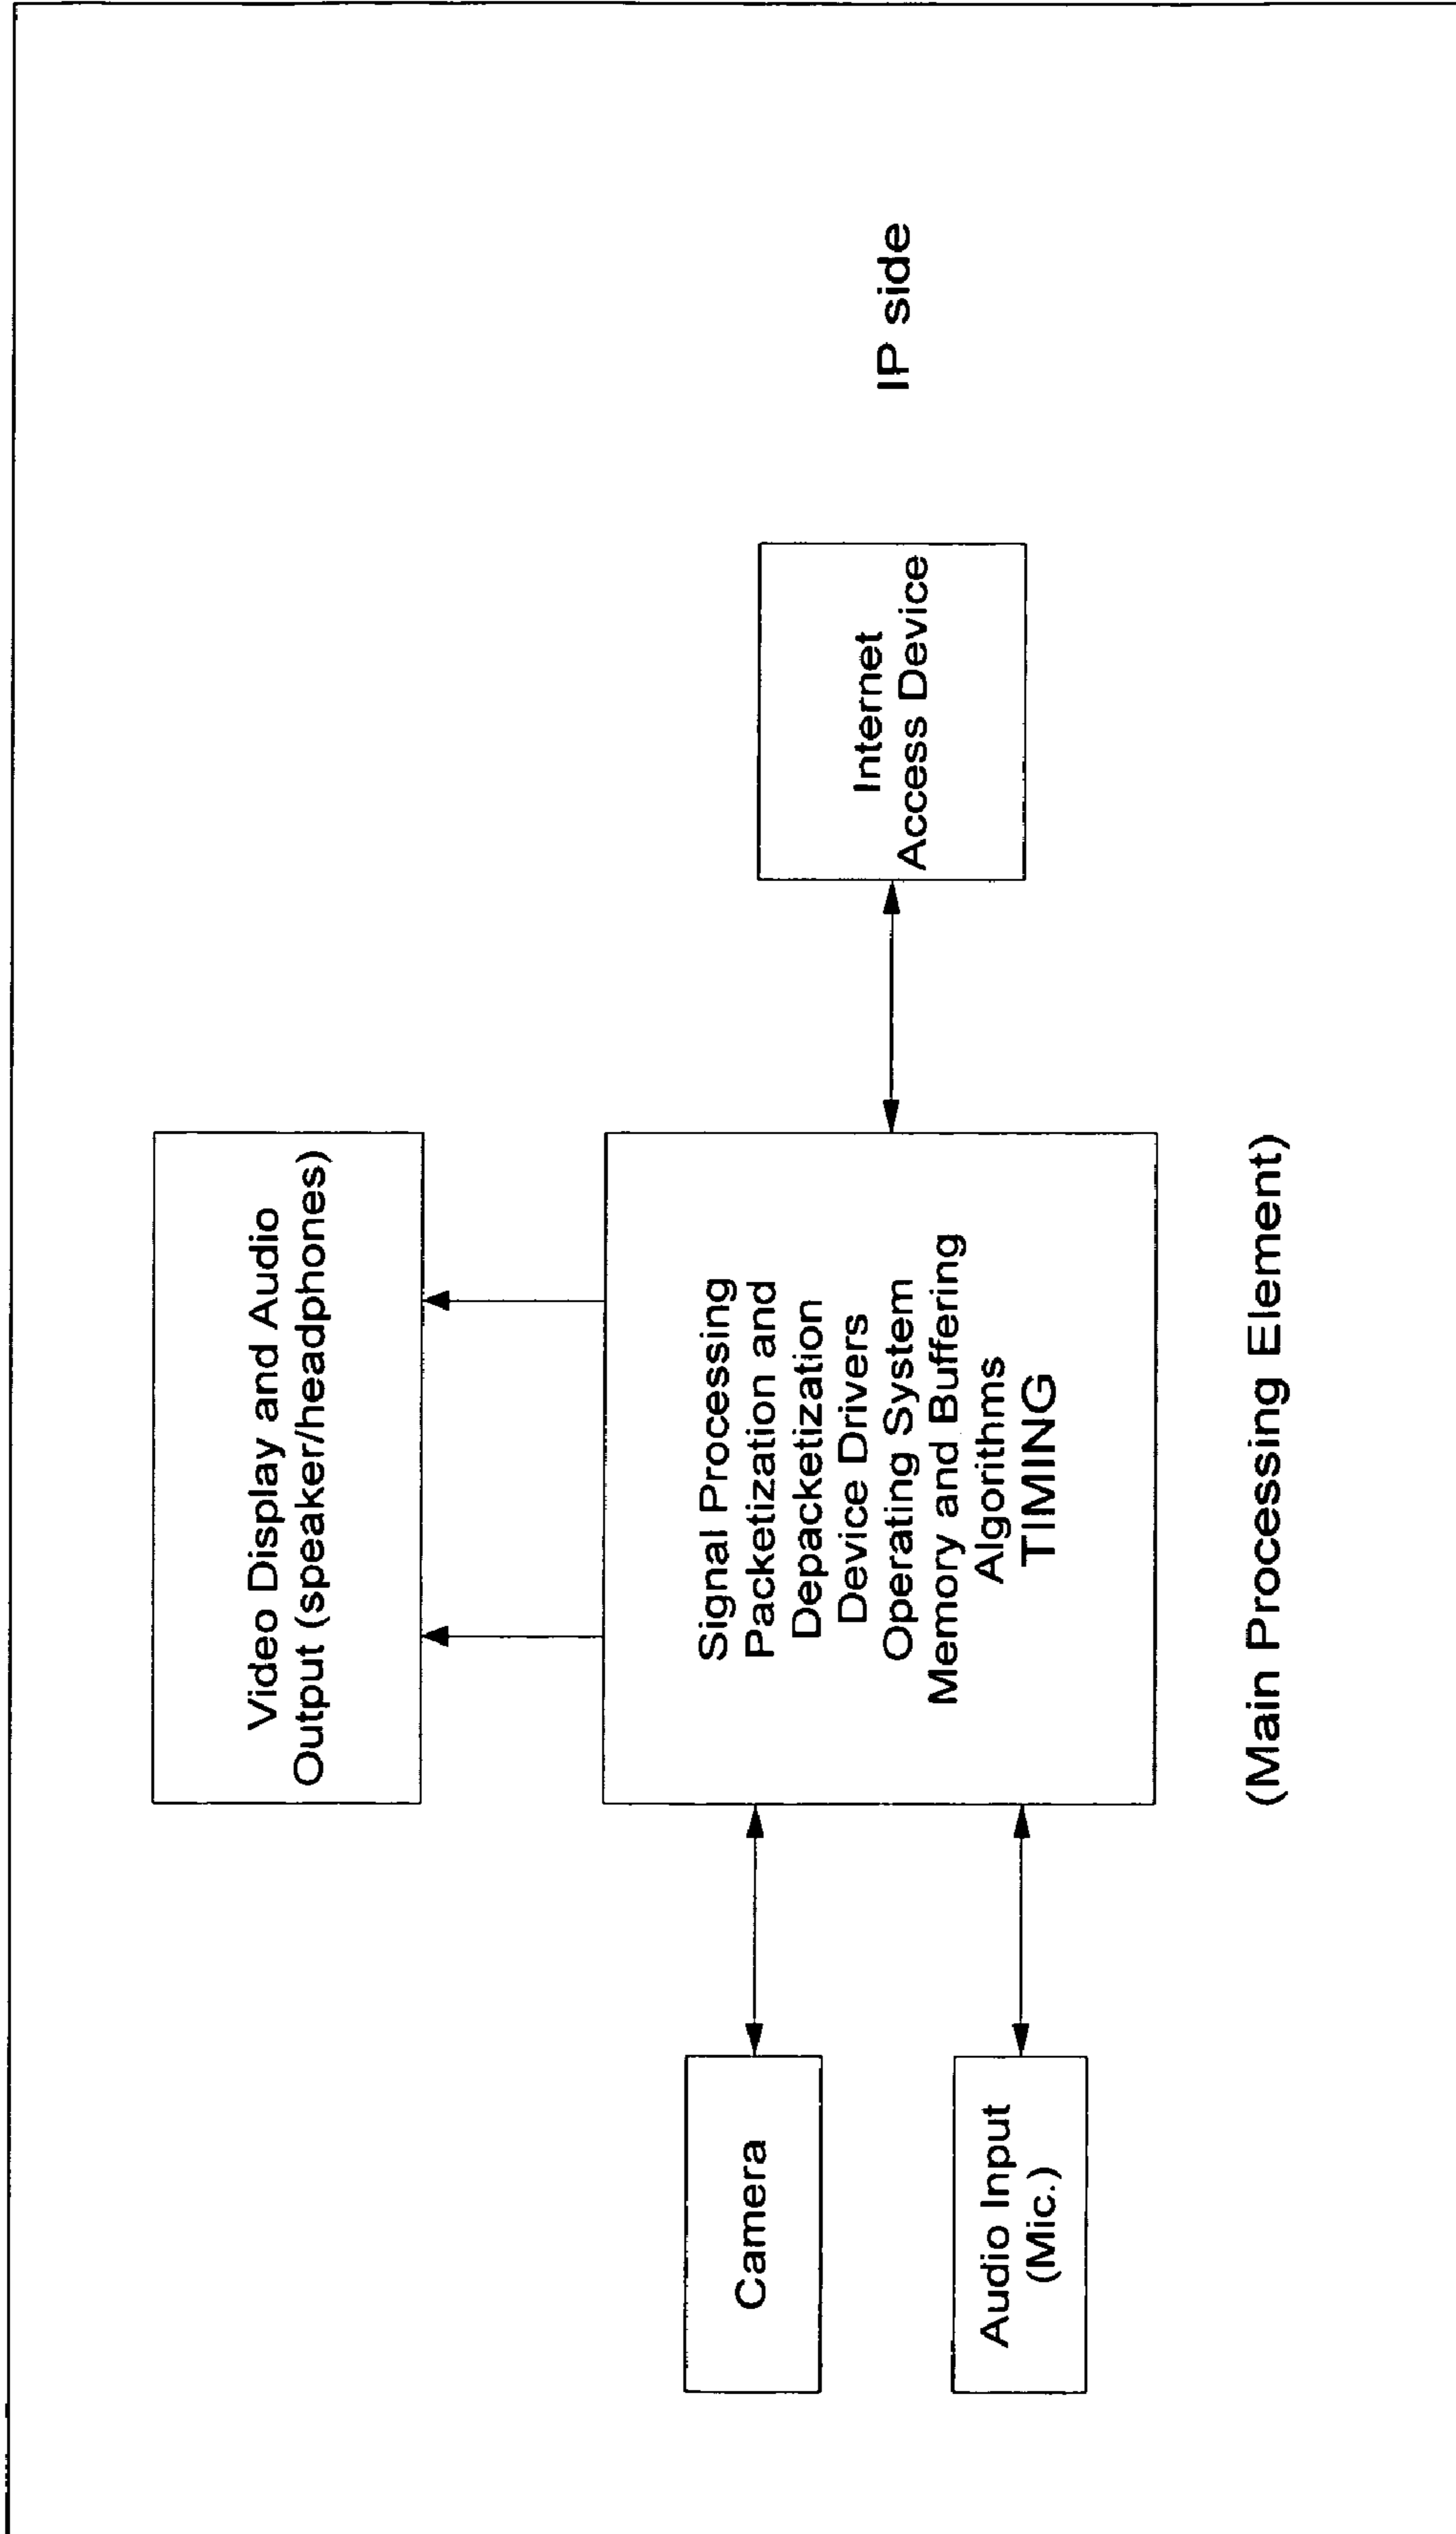 Video Display and Audio
Output (speaker/headphones)
Camera
Audio Input
(Mic.)
Signal Processing
Packetization and
Depacketization
Device Drivers
Operating System
Memory and Buffering
Algorithms
TIMING
Internet
Access Device
IP side
(Main Processing Element)